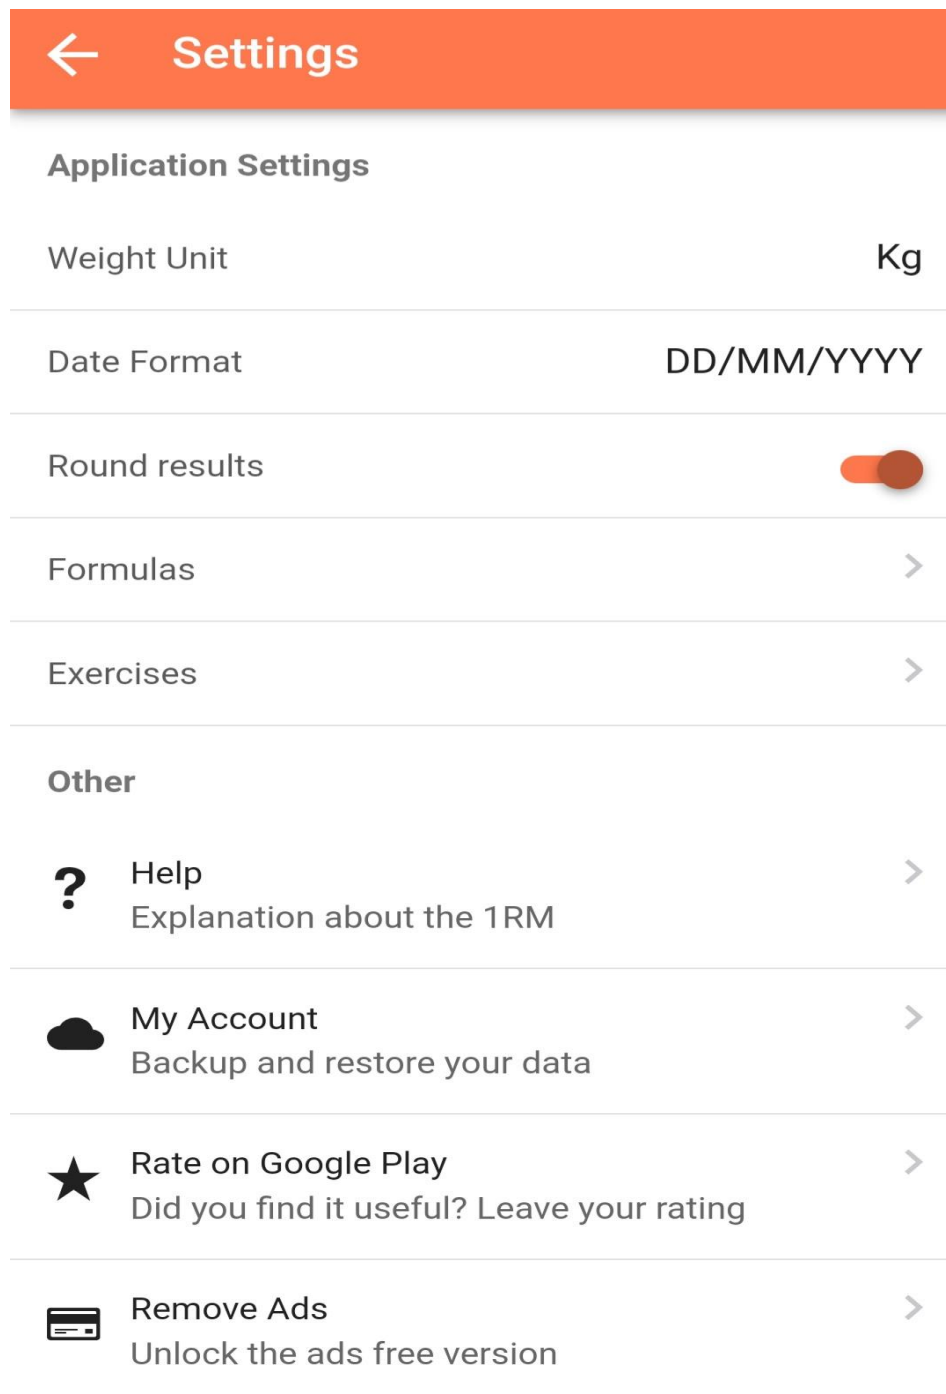 Settings
Application Settings
Weight Unit Kg
Date Format DD/MM/YYYY
Round results
Formulas
Exercises
Other
Help
Explanation about the 1RM
My Account
Backup and restore your data
Rate on Google Play
Did you find it useful? Leave your rating
Remove Ads
Unlock the ads free version